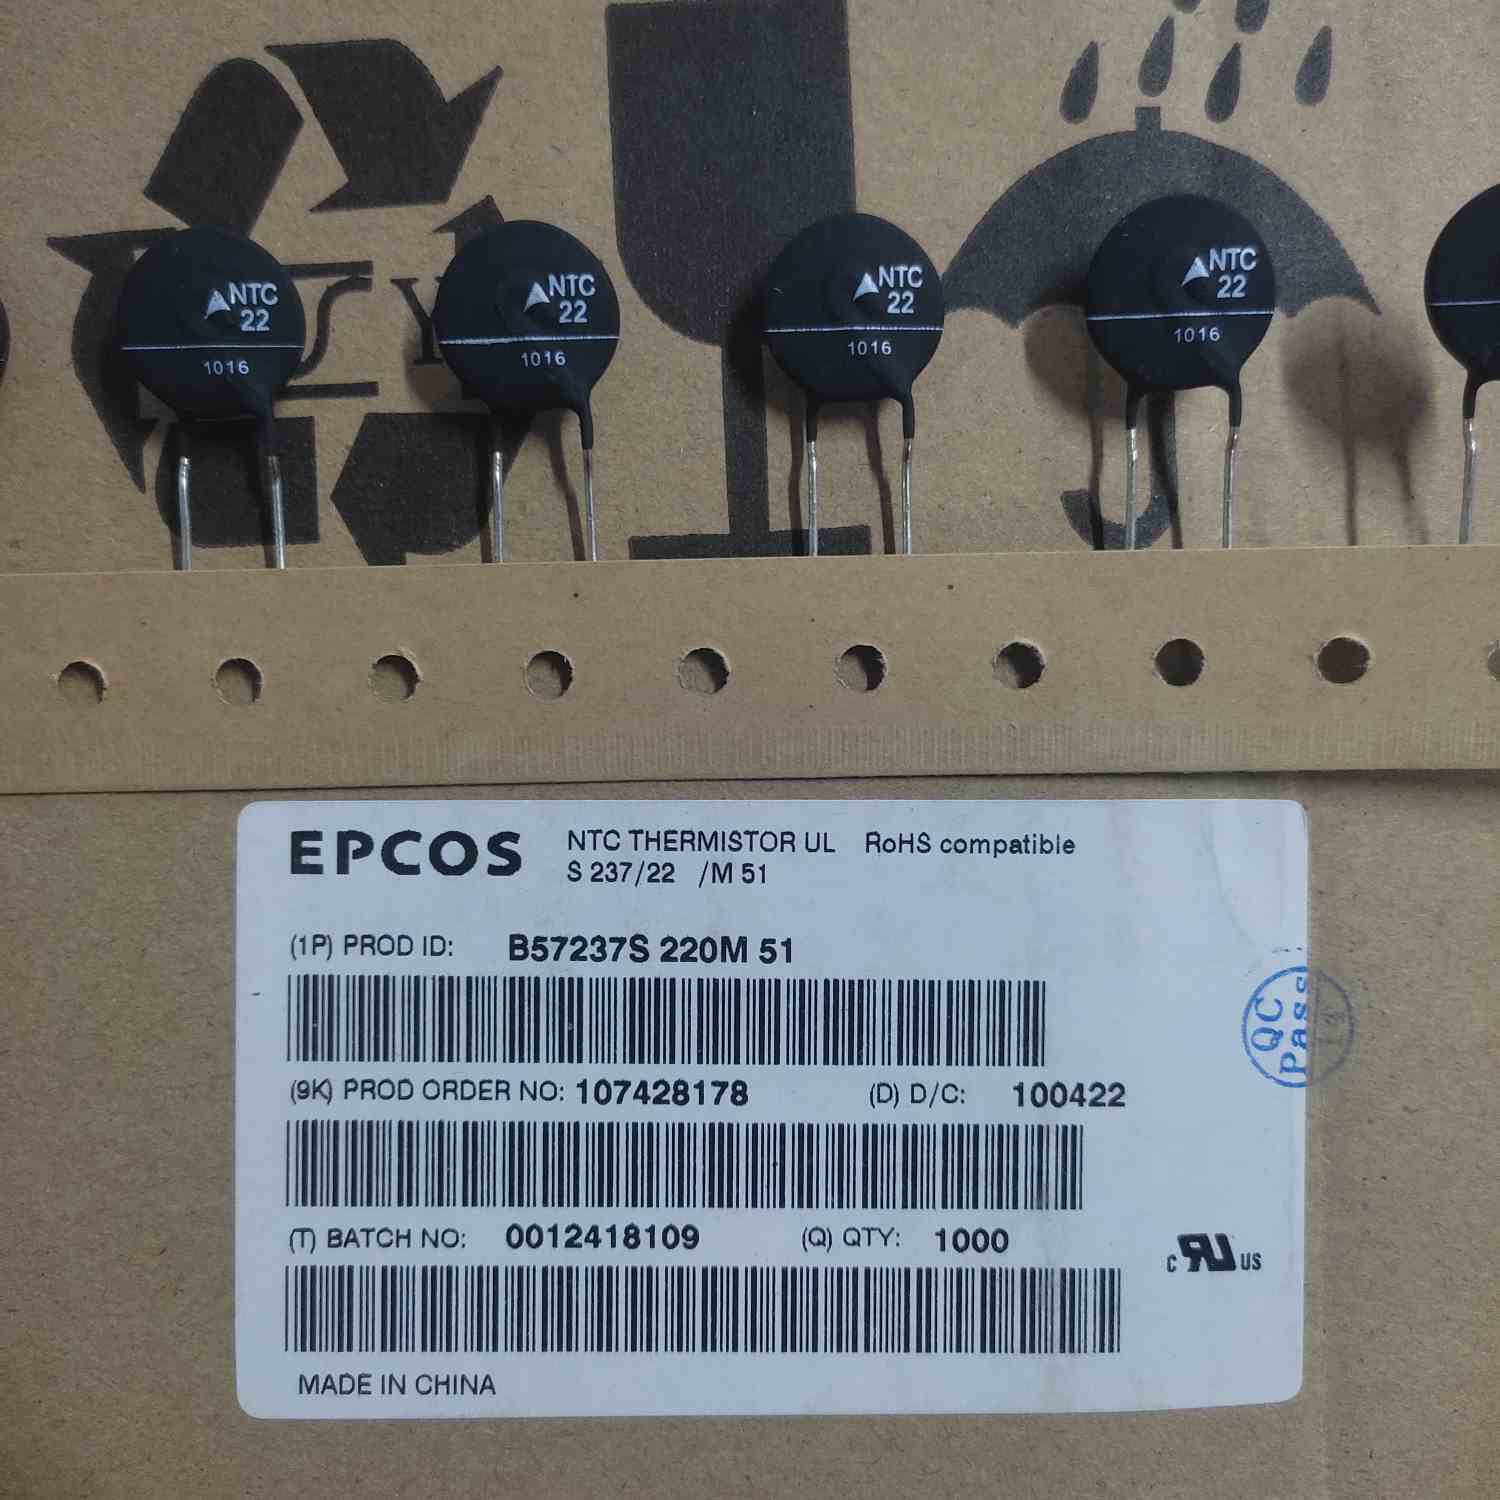 NTC
22
1016
NTC
22
1016
NTC
22
1016
NTC
22
1016
EPCOS
NTC THERMISTOR UL RoHS compatible
S 237/22 /M 51
(1P) PROD ID: B57237S 220M 51
(9K) PROD ORDER NO: 107428178 (D) D/C: 100422
(T) BATCH NO: 0012418109 (Q) QTY: 1000
c RU US
MADE IN CHINA
QC
Pass